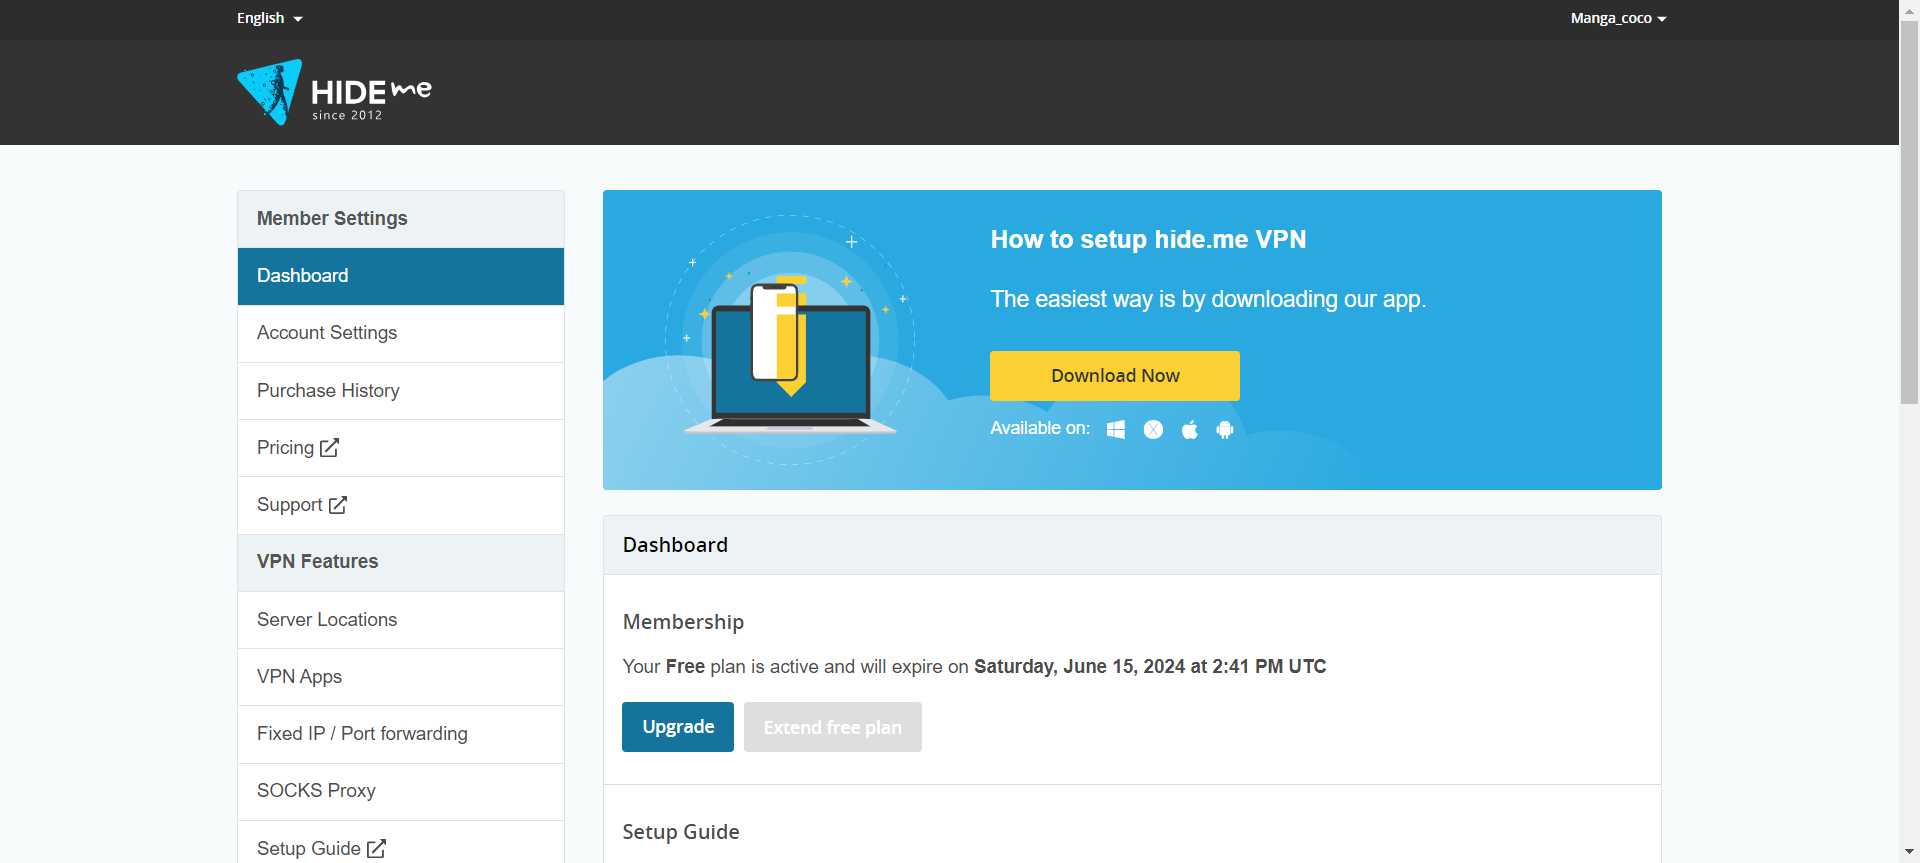 English
Manga_coco
HIDE me
since 2012
Member Settings
Dashboard
Account Settings
Purchase History
Pricing
Support
VPN Features
Server Locations
VPN Apps
Fixed IP / Port forwarding
SOCKS Proxy
Setup Guide
How to setup hide.me VPN
The easiest way is by downloading our app.
Download Now
Available on:
Dashboard
Membership
Your Free plan is active and will expire on Saturday, June 15, 2024 at 2:41 PM UTC
Upgrade
Extend free plan
Setup Guide